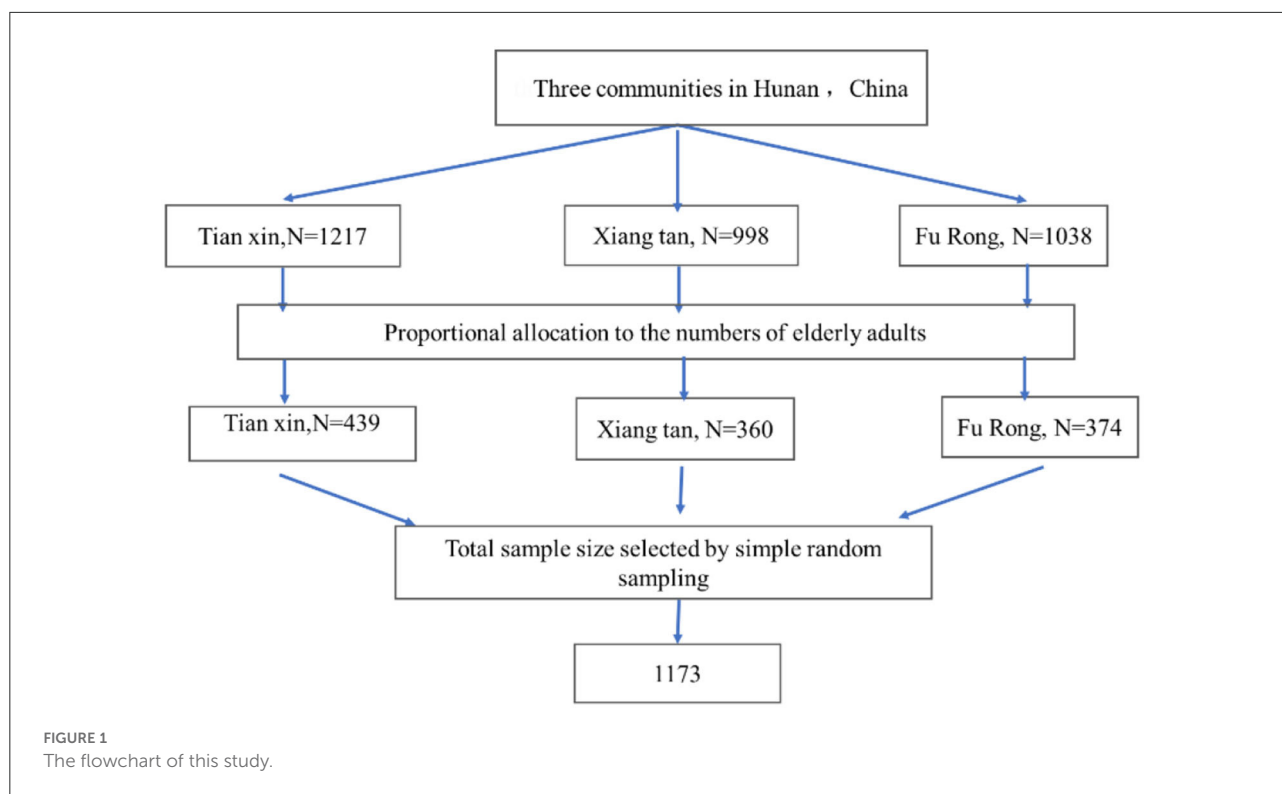 Three communities in Hunan ，China
Tian xin,N=1217
Xiang tan, N=998
Fu Rong, N=1038
Proportional allocation to the numbers of elderly adults
Tian xin,N=439
Xiang tan, N=360
Fu Rong, N=374
Total sample size selected by simple random
sampling
1173
FIGURE 1
The flowchart of this study.